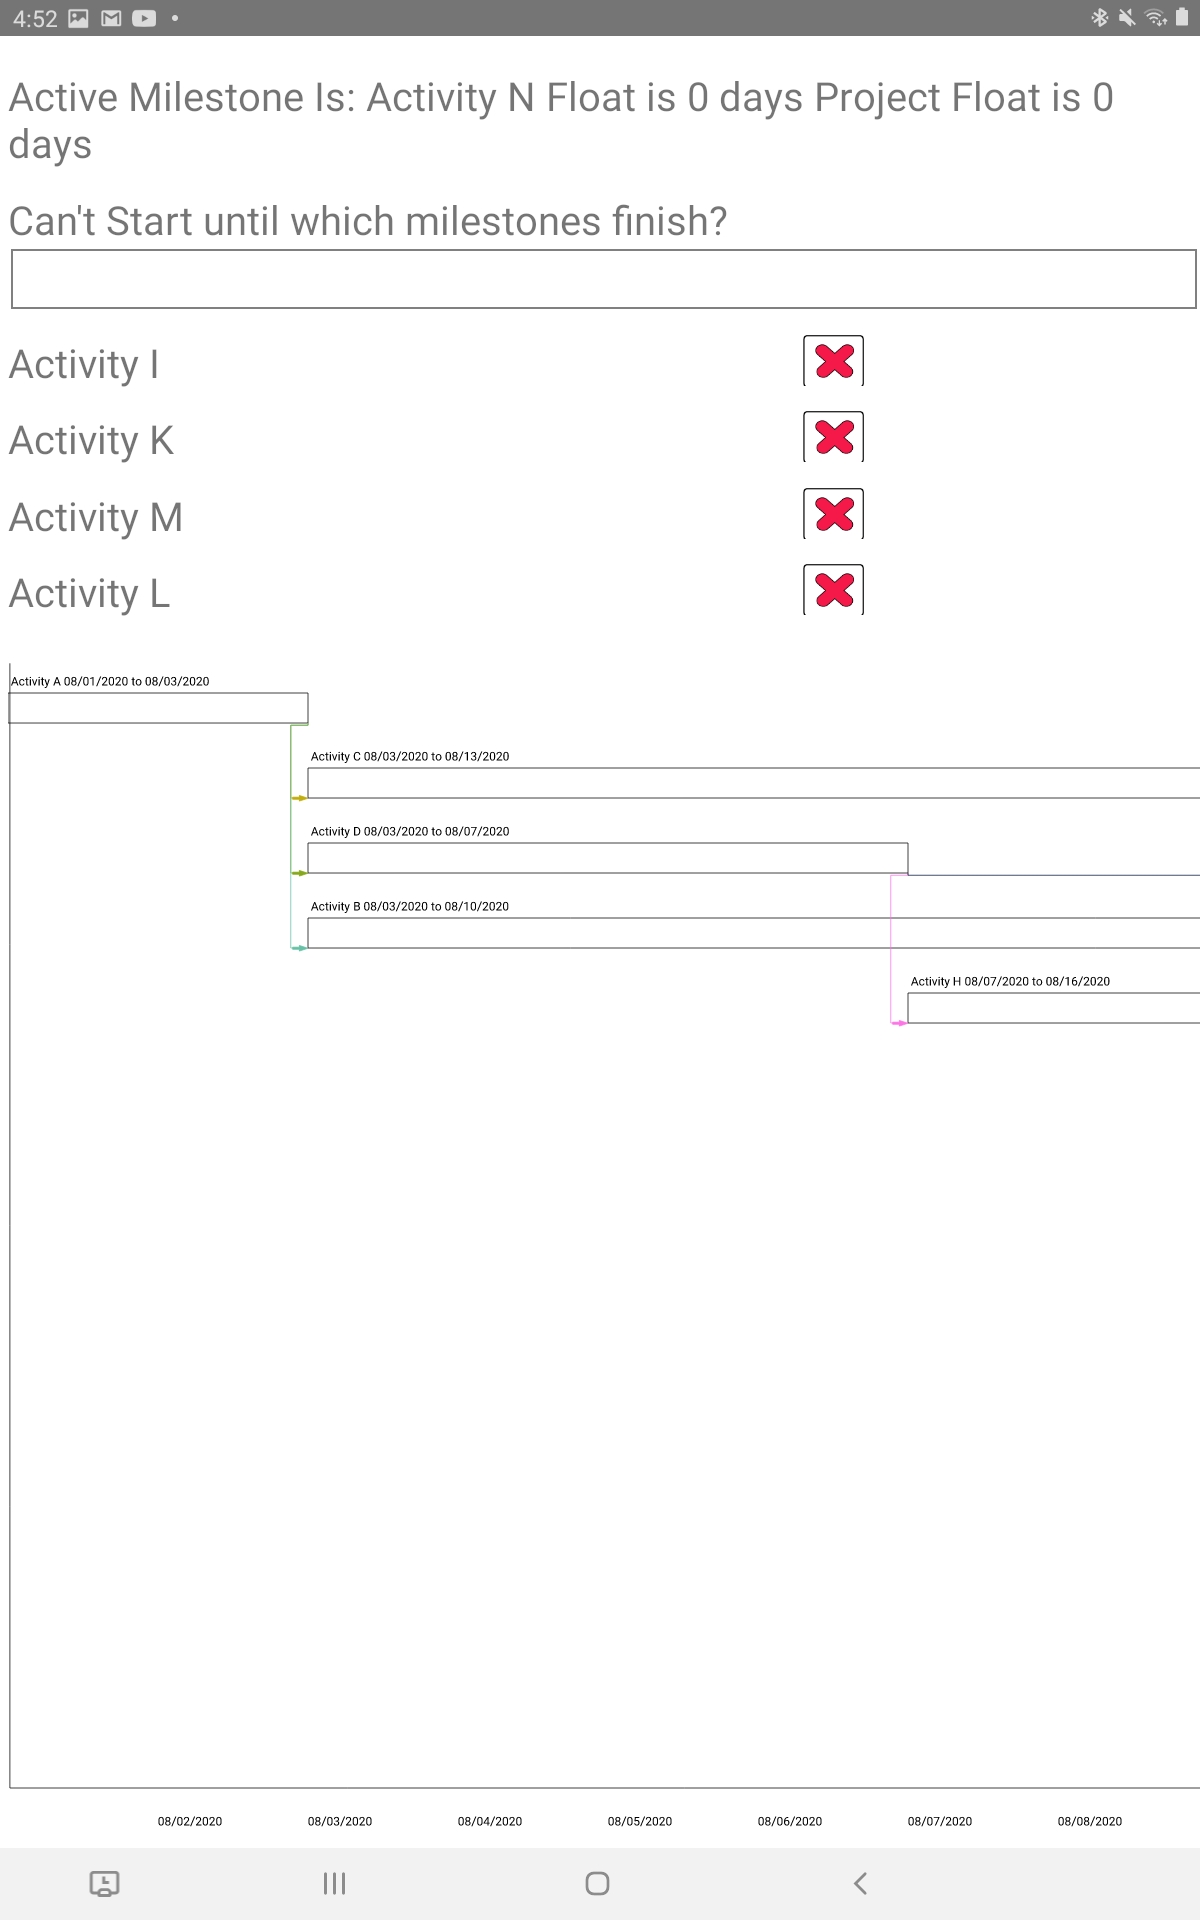 4:52
Active Milestone Is: Activity N Float is 0 days Project Float is 0
days
Can't Start until which milestones finish?
Activity I
Activity K
Activity M
Activity L
Activity A 08/01/2020 to 08/03/2020
Activity C 08/03/2020 to 08/13/2020
Activity D 08/03/2020 to 08/07/2020
Activity B 08/03/2020 to 08/10/2020
Activity H 08/07/2020 to 08/16/2020
08/02/2020 08/03/2020 08/04/2020 08/05/2020 08/06/2020 08/07/2020 08/08/2020